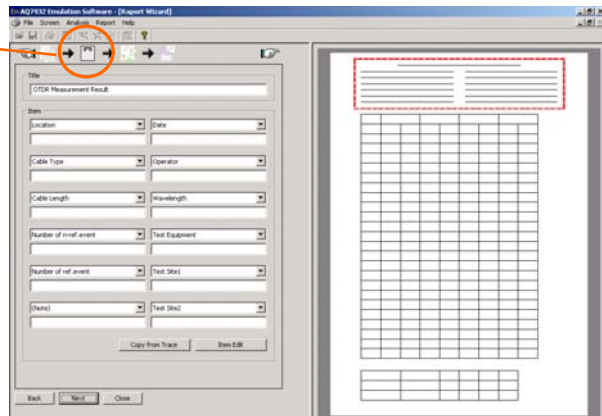 AQ7932 Emulation Software - [Report Wizard]
File Screen Analysis Report Help
Title
OTDR Measurement Result
Item
Location Date
Cable Type Operator
Cable Length Wavelength
Number of n-ref.event Test Equipment
Number of ref.event Test Site1
(Note) Test Site2
Copy from Trace Item Edit
Back Next Close